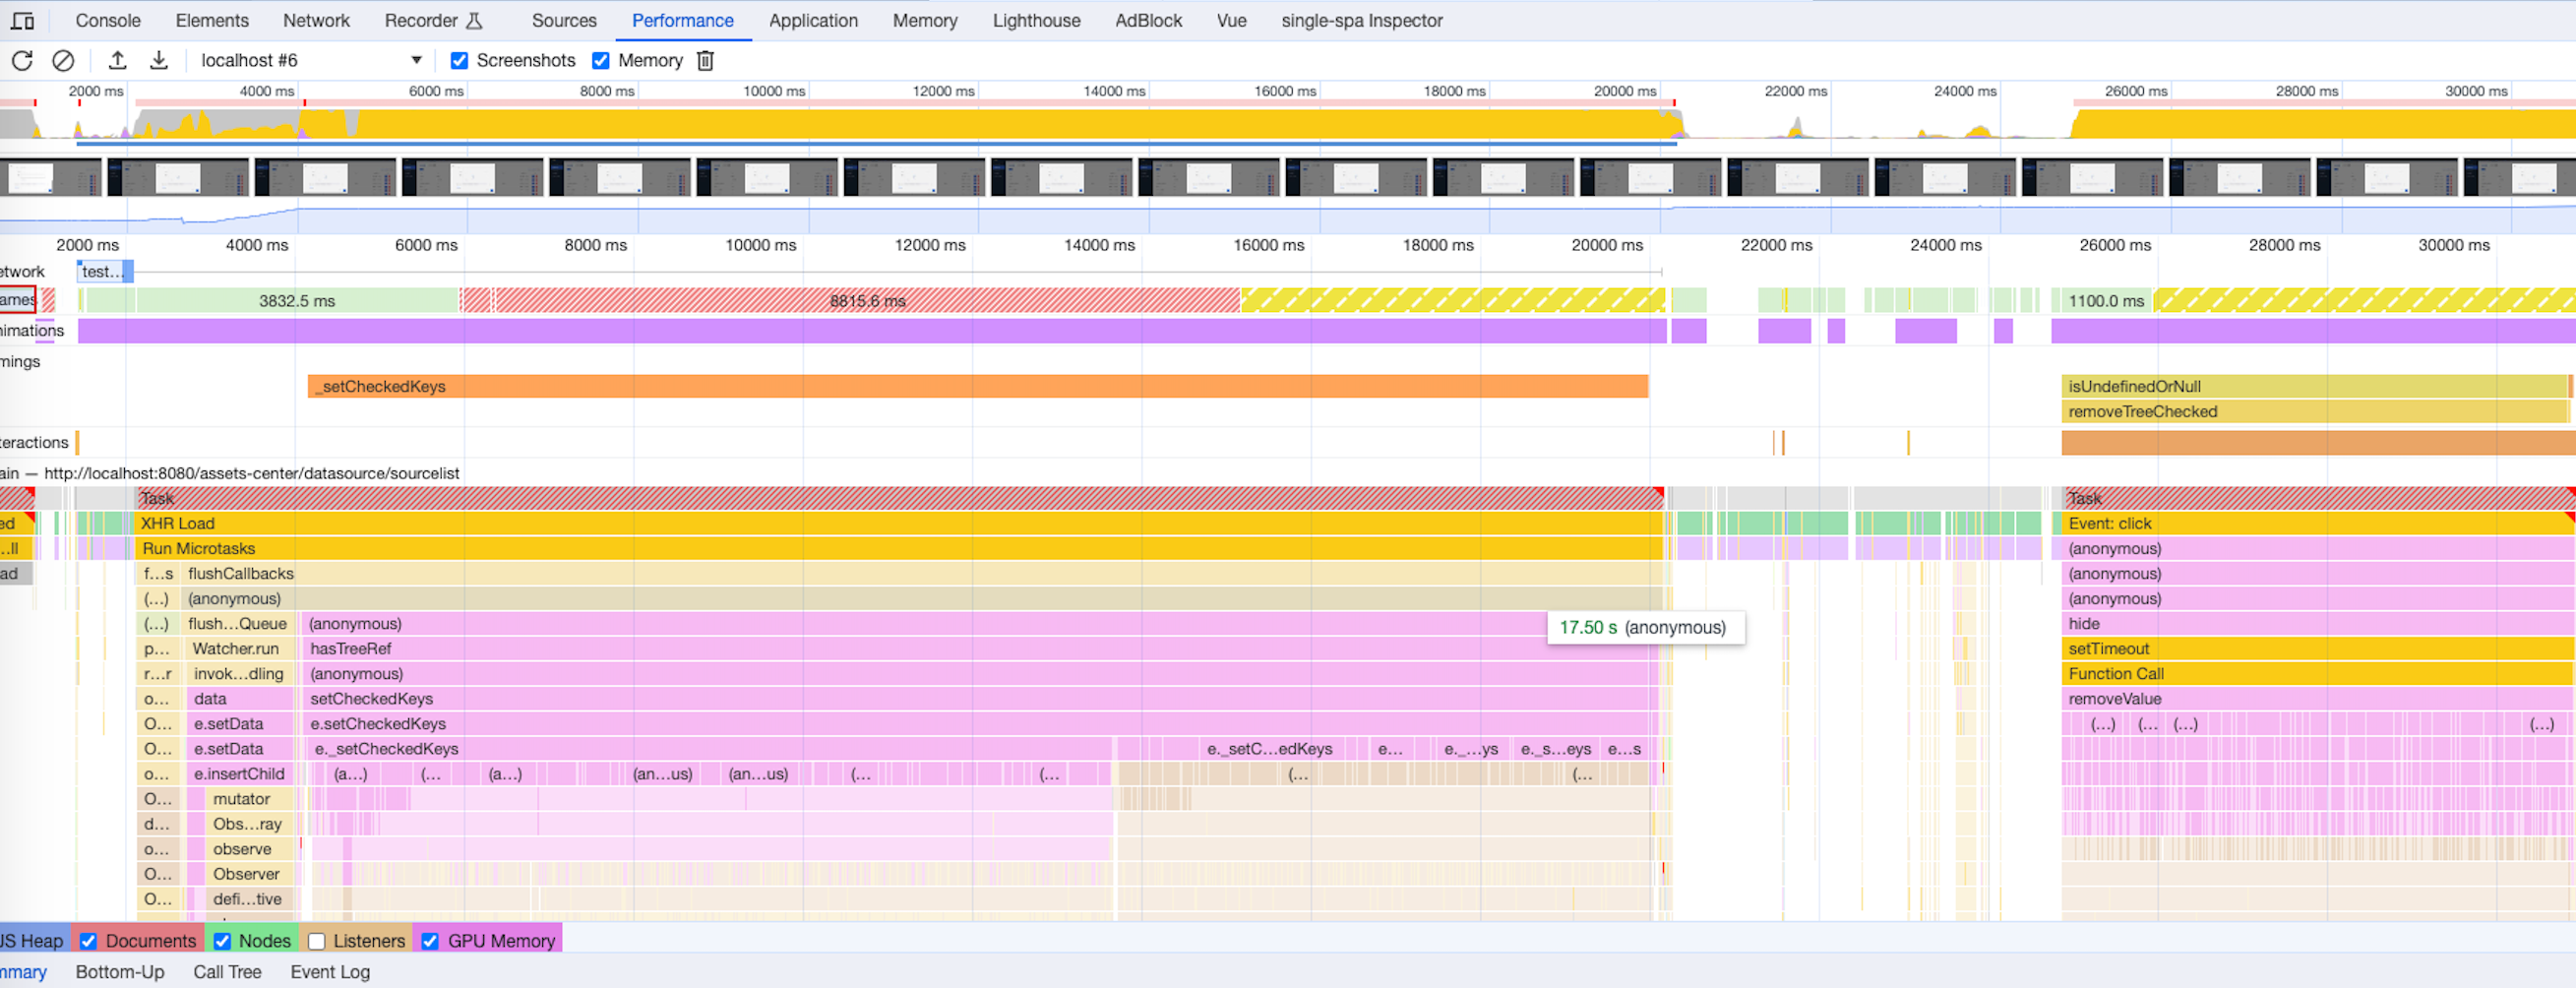 Console Elements Network Recorder Sources Performance Application Memory Lighthouse AdBlock Vue single-spa Inspector
localhost #6 Screenshots Memory
2000 ms 4000 ms 6000 ms 8000 ms 10000 ms 12000 ms 14000 ms 16000 ms 18000 ms 20000 ms 22000 ms 24000 ms 26000 ms 28000 ms 30000 ms
2000 ms 4000 ms 6000 ms 8000 ms 10000 ms 12000 ms 14000 ms 16000 ms 18000 ms 20000 ms 22000 ms 24000 ms 26000 ms 28000 ms 30000 ms
etwork test...
ames 3832.5 ms 8815.6 ms 1100.0 ms
nimations
mings
_setCheckedKeys isUndefinedOrNull
removeTreeChecked
teractions
ain — http://localhost:8080/assets-center/datasource/sourcelist
Task Task
ed XHR Load Event: click
...ll Run Microtasks (anonymous)
ad f...s flushCallbacks (anonymous)
(...) (anonymous) (anonymous)
(...) flush...Queue (anonymous) 17.50 s (anonymous) hide
p... Watcher.run hasTreeRef setTimeout
r...r invok...dling (anonymous) Function Call
o... data setCheckedKeys removeValue
O... e.setData e.setCheckedKeys (...) (... (...) (...)
O... e.setData e._setCheckedKeys e._setC...edKeys e... e._...ys e._s...eys e...s
o... e.insertChild (a...) (... (a...) (an...us) (an...us) (... (... (... (...
O... mutator
d... Obs...ray
o... observe
O... Observer
O... defi...tive
JS Heap Documents Nodes Listeners GPU Memory
mmary Bottom-Up Call Tree Event Log